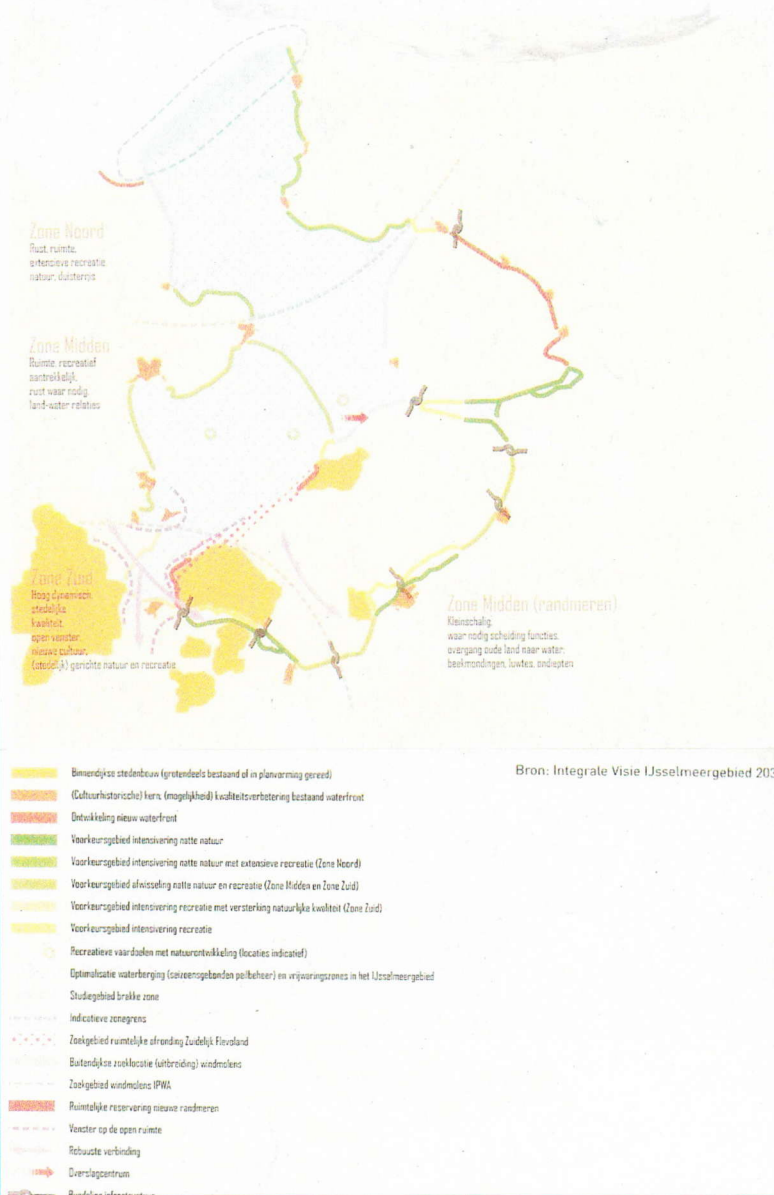 Zone Noord
Rust, ruimte,
extensieve recreatie
natuur, duisternis
Zone Midden
Ruimte, recreatief
aantrekkelijk,
rust waar nodig,
land-water relaties
Zone Zuid
Hoog dynamisch
stedelijke
kwaliteit,
open venster,
nieuwe cultuur,
(stedelijk) gerichte natuur en recreatie
Zone Midden (randmeren)
Kleinschalig,
waar nodig scheiding functies,
overgang oude land naar water:
beekmondingen, luwtes, ondiepten
Bron: Integrale Visie IJsselmeergebied 203
Binnendijkse stedenbouw (grotendeels bestaand of in planvorming gereed)
(Cultuurhistorische) kern, (mogelijkheid) kwaliteitsverbetering bestaand waterfront
Ontwikkeling nieuw waterfront
Voorkeursgebied intensivering natte natuur
Voorkeursgebied intensivering natte natuur met extensieve recreatie (Zone Noord)
Voorkeursgebied afwisseling natte natuur en recreatie (Zone Midden en Zone Zuid)
Voorkeursgebied intensivering recreatie met versterking natuurlijke kwaliteit (Zone Zuid)
Voorkeursgebied intensivering recreatie
Recreatieve vaardoelen met natuurontwikkeling (locaties indicatief)
Optimalisatie waterberging (seizoensgebonden peilbeheer) en vrijwaringszones in het IJsselmeergebied
Studiegebied brakke zone
Indicatieve zonegrens
Zoekgebied ruimtelijke afronding Zuidelijk Flevoland
Buitendijkse zoeklocatie (uitbreiding) windmolens
Zoekgebied windmolens IPWA
Ruimtelijke reservering nieuwe randmeren
Venster op de open ruimte
Robuuste verbinding
Overslagcentrum
Bundeling infrastructuur